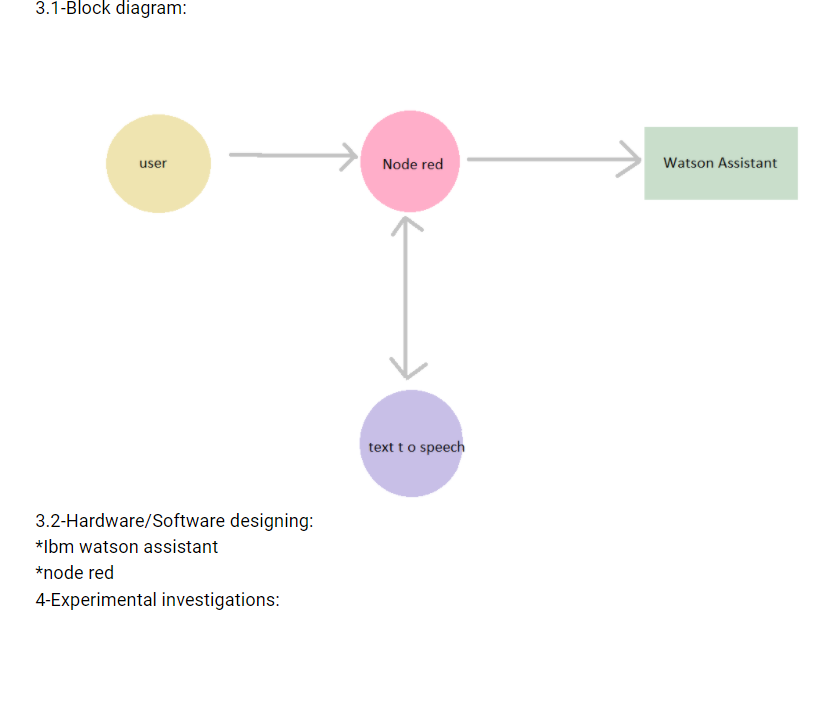 3.1-Block diagram:
user
Node red
Watson Assistant
text t o speech
3.2-Hardware/Software designing:
*Ibm watson assistant
*node red
4-Experimental investigations: